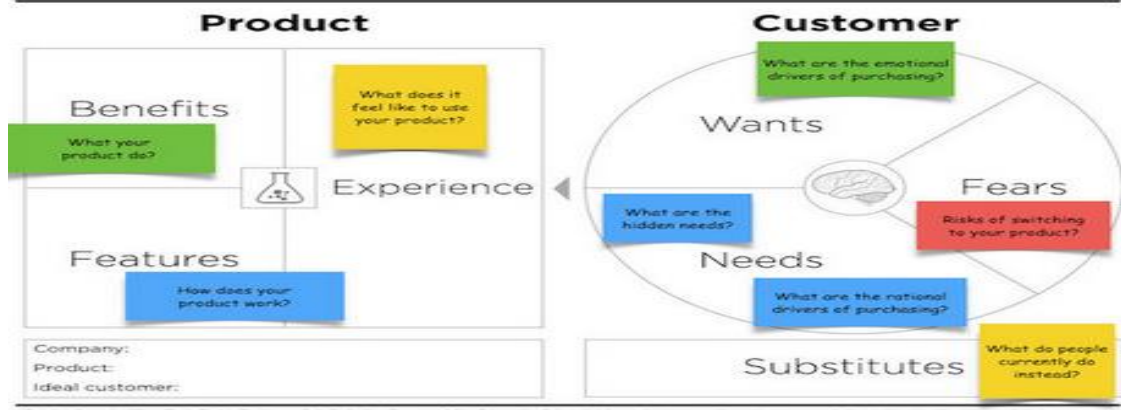 Product
Benefits
What your
product do?
What does it
feel like to use
your product?
Experience
Features
How does your
product work?
Company:
Product:
Ideal customer:
Customer
What are the emotional
drivers of purchasing?
Wants
Fears
Risks of switching
to your product?
What are the
hidden needs?
Needs
What are the rational
drivers of purchasing?
Substitutes
What do people
currently do
instead?